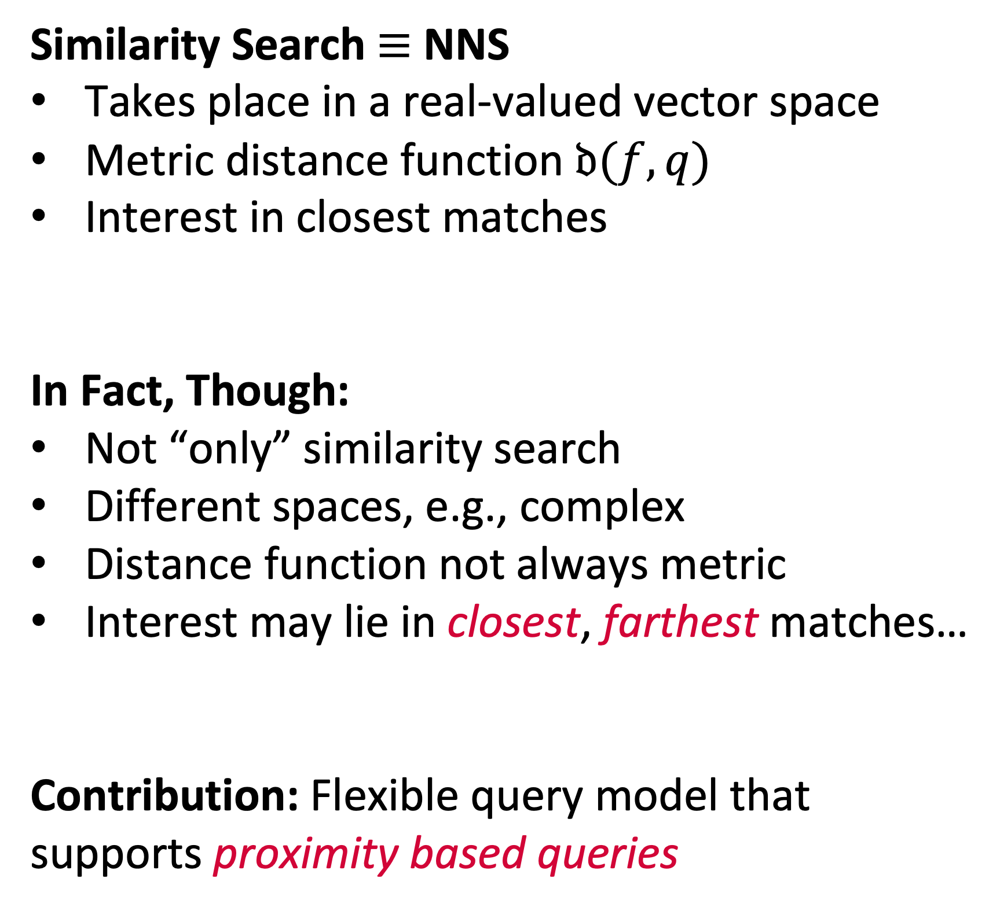 Similarity Search ≡ NNS
• Takes place in a real-valued vector space
• Metric distance function 𝔡(f, q)
• Interest in closest matches
In Fact, Though:
• Not “only” similarity search
• Different spaces, e.g., complex
• Distance function not always metric
• Interest may lie in closest, farthest matches…
Contribution: Flexible query model that
supports proximity based queries